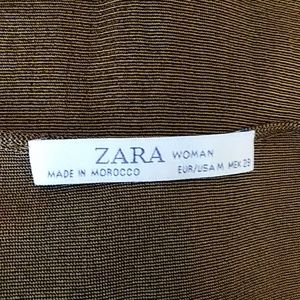 ZARA WOMAN
MADE IN MOROCCO EUR/USA M MEX 28